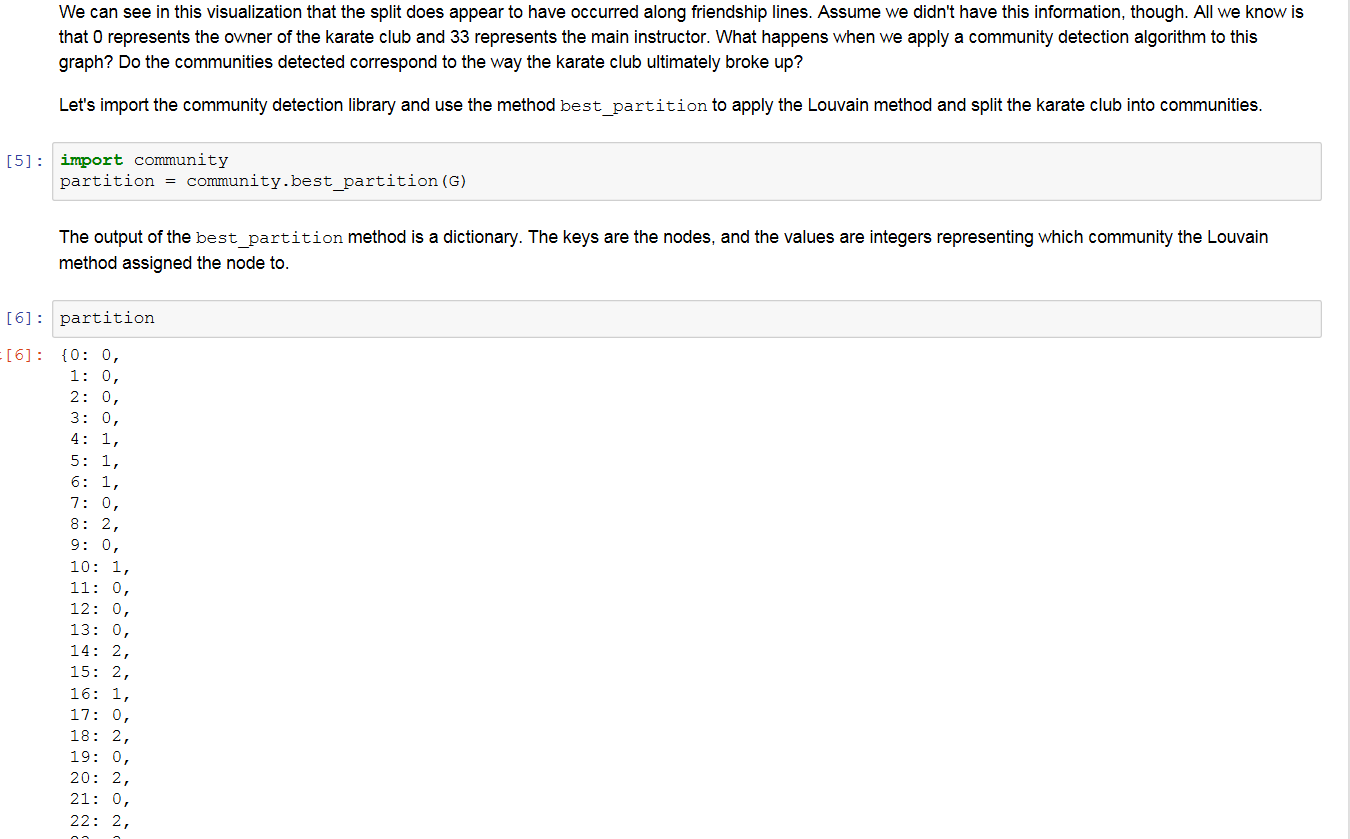 We can see in this visualization that the split does appear to have occurred along friendship lines. Assume we didn't have this information, though. All we know is
that 0 represents the owner of the karate club and 33 represents the main instructor. What happens when we apply a community detection algorithm to this
graph? Do the communities detected correspond to the way the karate club ultimately broke up?
Let's import the community detection library and use the method best_partition to apply the Louvain method and split the karate club into communities.
[5]: import community
partition = community.best_partition(G)
The output of the best_partition method is a dictionary. The keys are the nodes, and the values are integers representing which community the Louvain
method assigned the node to.
[6]: partition
[6]: {0: 0,
1: 0,
2: 0,
3: 0,
4: 1,
5: 1,
6: 1,
7: 0,
8: 2,
9: 0,
10: 1,
11: 0,
12: 0,
13: 0,
14: 2,
15: 2,
16: 1,
17: 0,
18: 2,
19: 0,
20: 2,
21: 0,
22: 2,